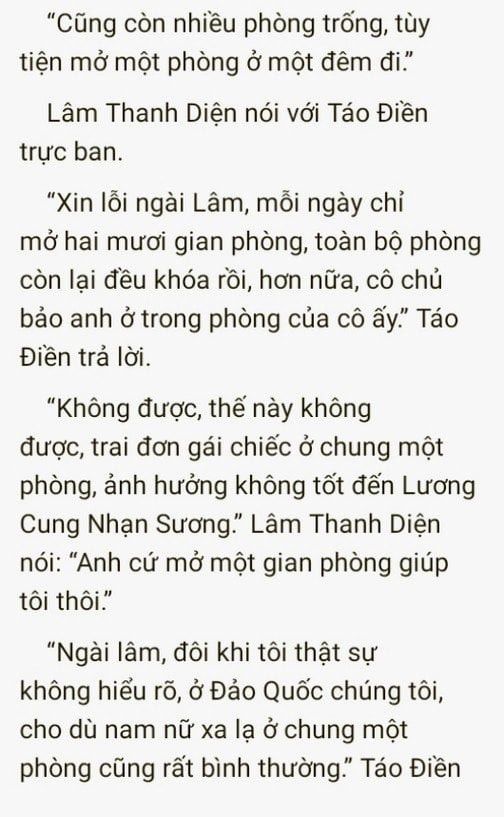 “Cũng còn nhiều phòng trống, tùy
tiện mở một phòng ở một đêm đi.”
Lâm Thanh Diện nói với Táo Điền
trực ban.
“Xin lỗi ngài Lâm, mỗi ngày chỉ
mở hai mươi gian phòng, toàn bộ phòng
còn lại đều khóa rồi, hơn nữa, cô chủ
bảo anh ở trong phòng của cô ấy.” Táo
Điền trả lời.
“Không được, thế này không
được, trai đơn gái chiếc ở chung một
phòng, ảnh hưởng không tốt đến Lương
Cung Nhạn Sương.” Lâm Thanh Diện
nói: “Anh cứ mở một gian phòng giúp
tôi thôi.”
“Ngài lâm, đôi khi tôi thật sự
không hiểu rõ, ở Đảo Quốc chúng tôi,
cho dù nam nữ xa lạ ở chung một
phòng cũng rất bình thường.” Táo Điền